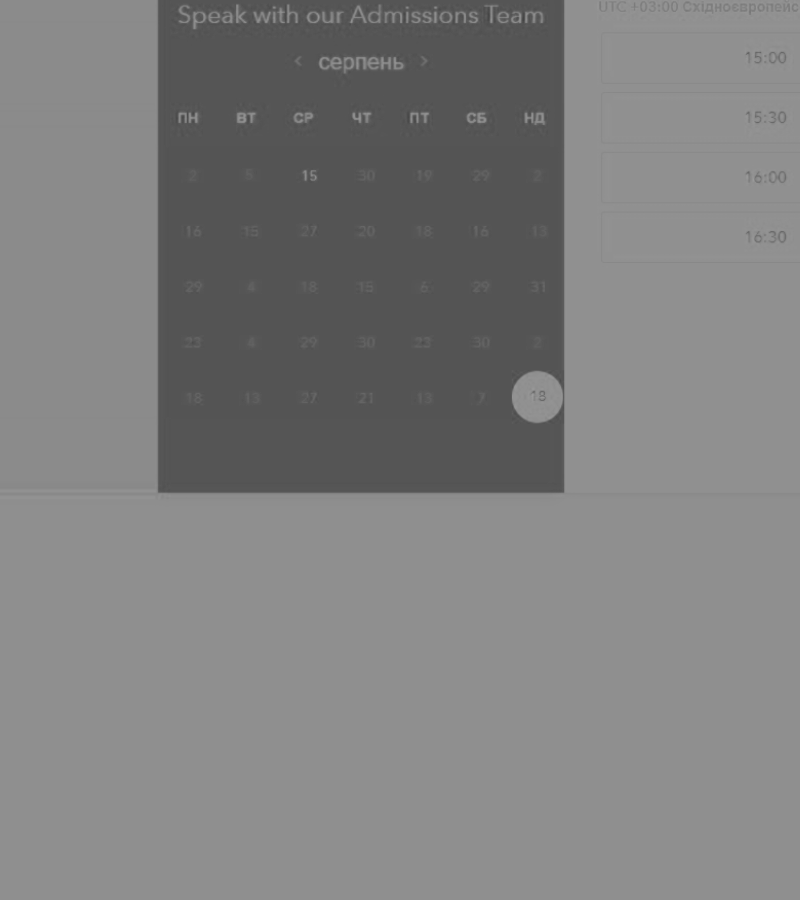 Speak with our Admissions Team
UTC +03:00 Східноєвропейс
‹ серпень ›
ПН ВТ СР ЧТ ПТ СБ НД
2 15 30 19 29 2
16 15 27 20 18 16 13
29 4 18 15 6 29 31
23 4 29 30 23 30 2
18 13 27 21 13 7 18
15:00
15:30
16:00
16:30